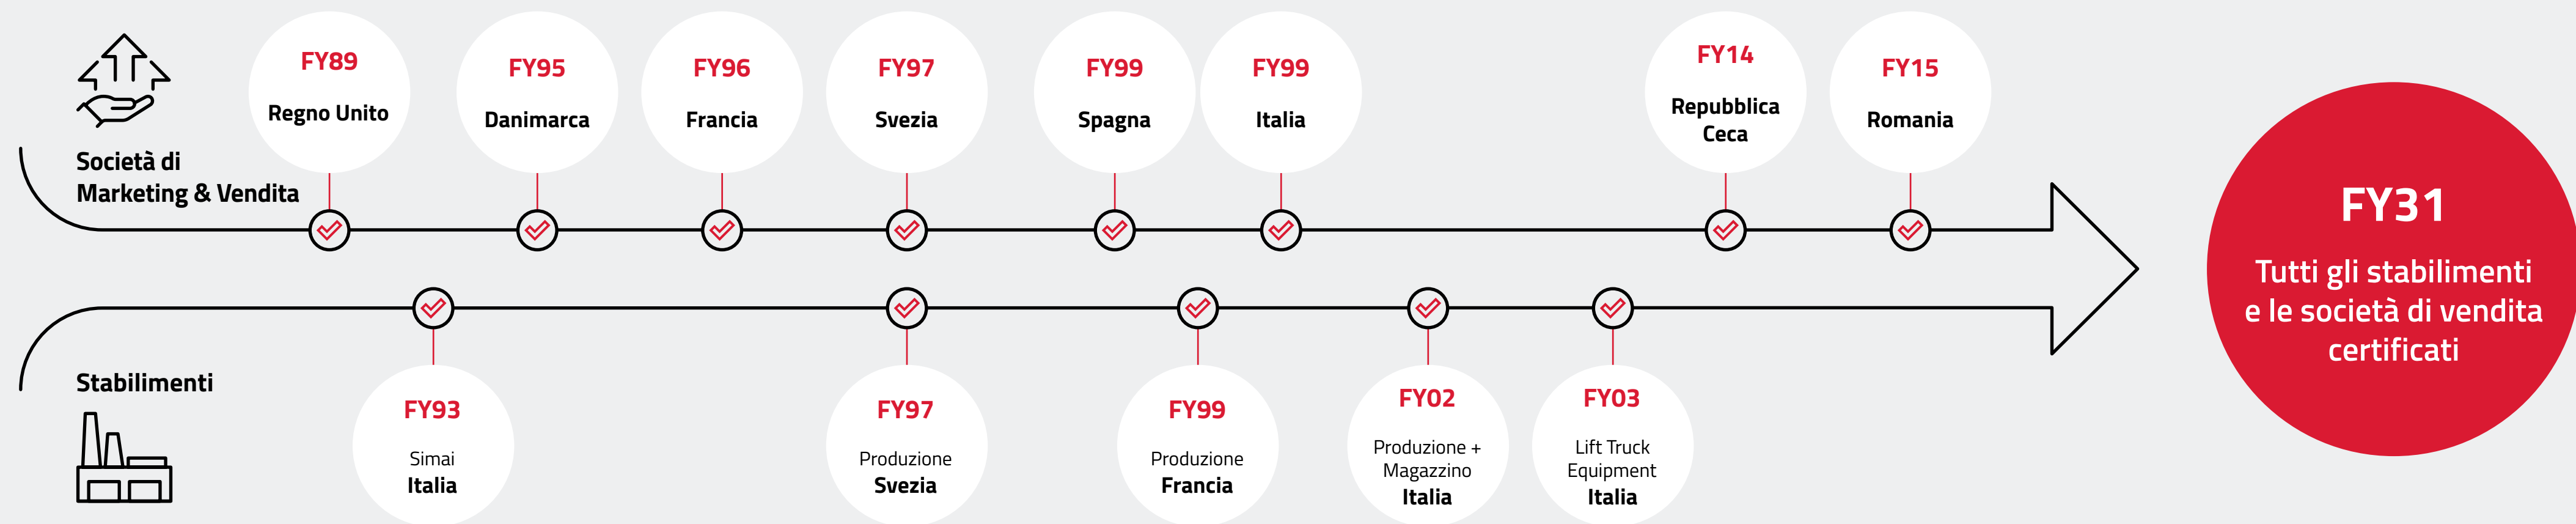 Società di
Marketing & Vendita
FY89
Regno Unito
FY95
Danimarca
FY96
Francia
FY97
Svezia
FY99
Spagna
FY99
Italia
FY14
Repubblica
Ceca
FY15
Romania
Stabilimenti
FY93
Simai
Italia
FY97
Produzione
Svezia
FY99
Produzione
Francia
FY02
Produzione +
Magazzino
Italia
FY03
Lift Truck
Equipment
Italia
FY31
Tutti gli stabilimenti
e le società di vendita
certificati